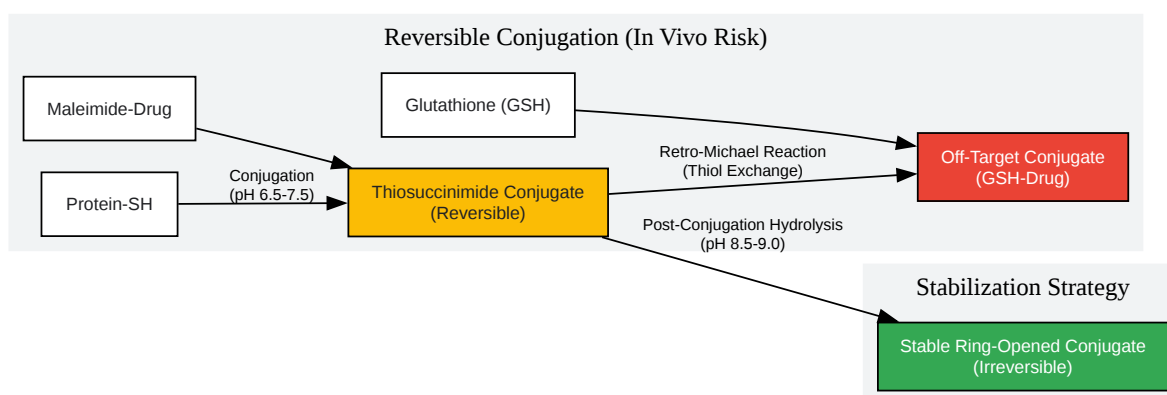 Reversible Conjugation (In Vivo Risk)
Maleimide-Drug
Glutathione (GSH)
Protein-SH
Conjugation
(pH 6.5-7.5)
Thiosuccinimide Conjugate
(Reversible)
Retro-Michael Reaction
(Thiol Exchange)
Off-Target Conjugate
(GSH-Drug)
Post-Conjugation Hydrolysis
(pH 8.5-9.0)
Stabilization Strategy
Stable Ring-Opened Conjugate
(Irreversible)